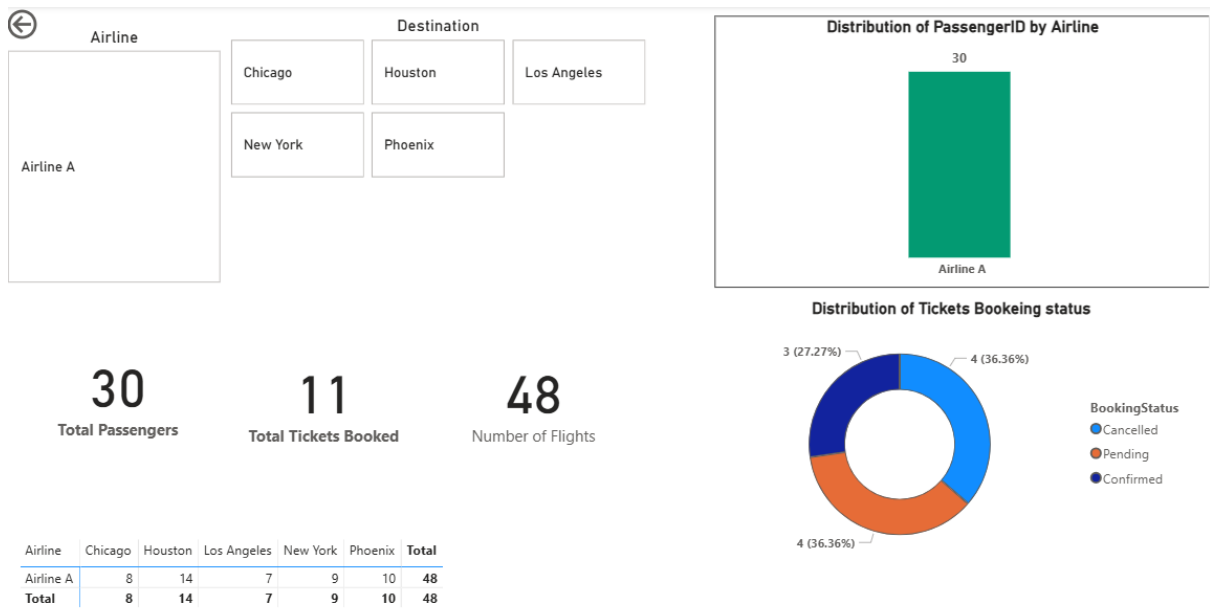 Airline
Airline A
Destination
Chicago
Houston
Los Angeles
New York
Phoenix
Distribution of PassengerID by Airline
30
Airline A
30
Total Passengers
11
Total Tickets Booked
48
Number of Flights
Distribution of Tickets Bookeing status
3 (27.27%)
4 (36.36%)
4 (36.36%)
BookingStatus
Cancelled
Pending
Confirmed
Airline Chicago Houston Los Angeles New York Phoenix Total
Airline A 8 14 7 9 10 48
Total 8 14 7 9 10 48